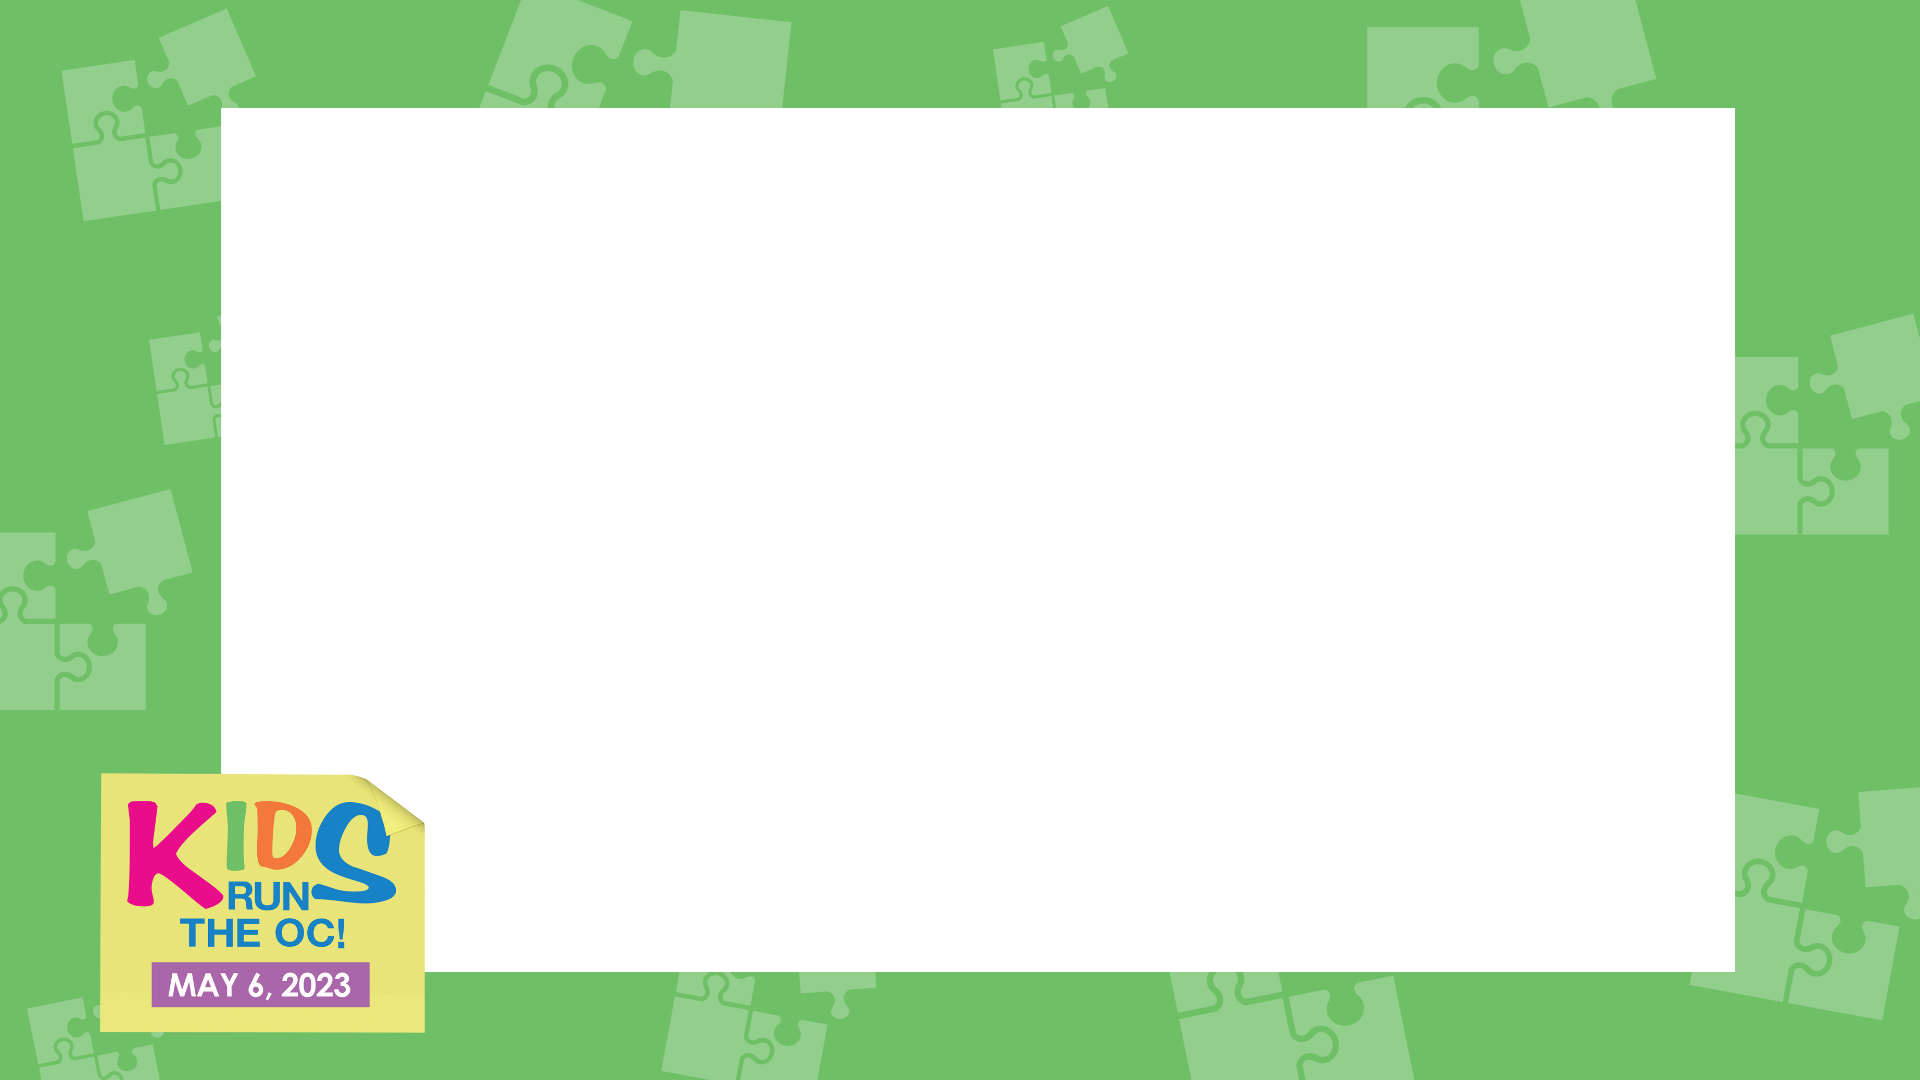 KIDS
RUN
THE OC!
MAY 6, 2023